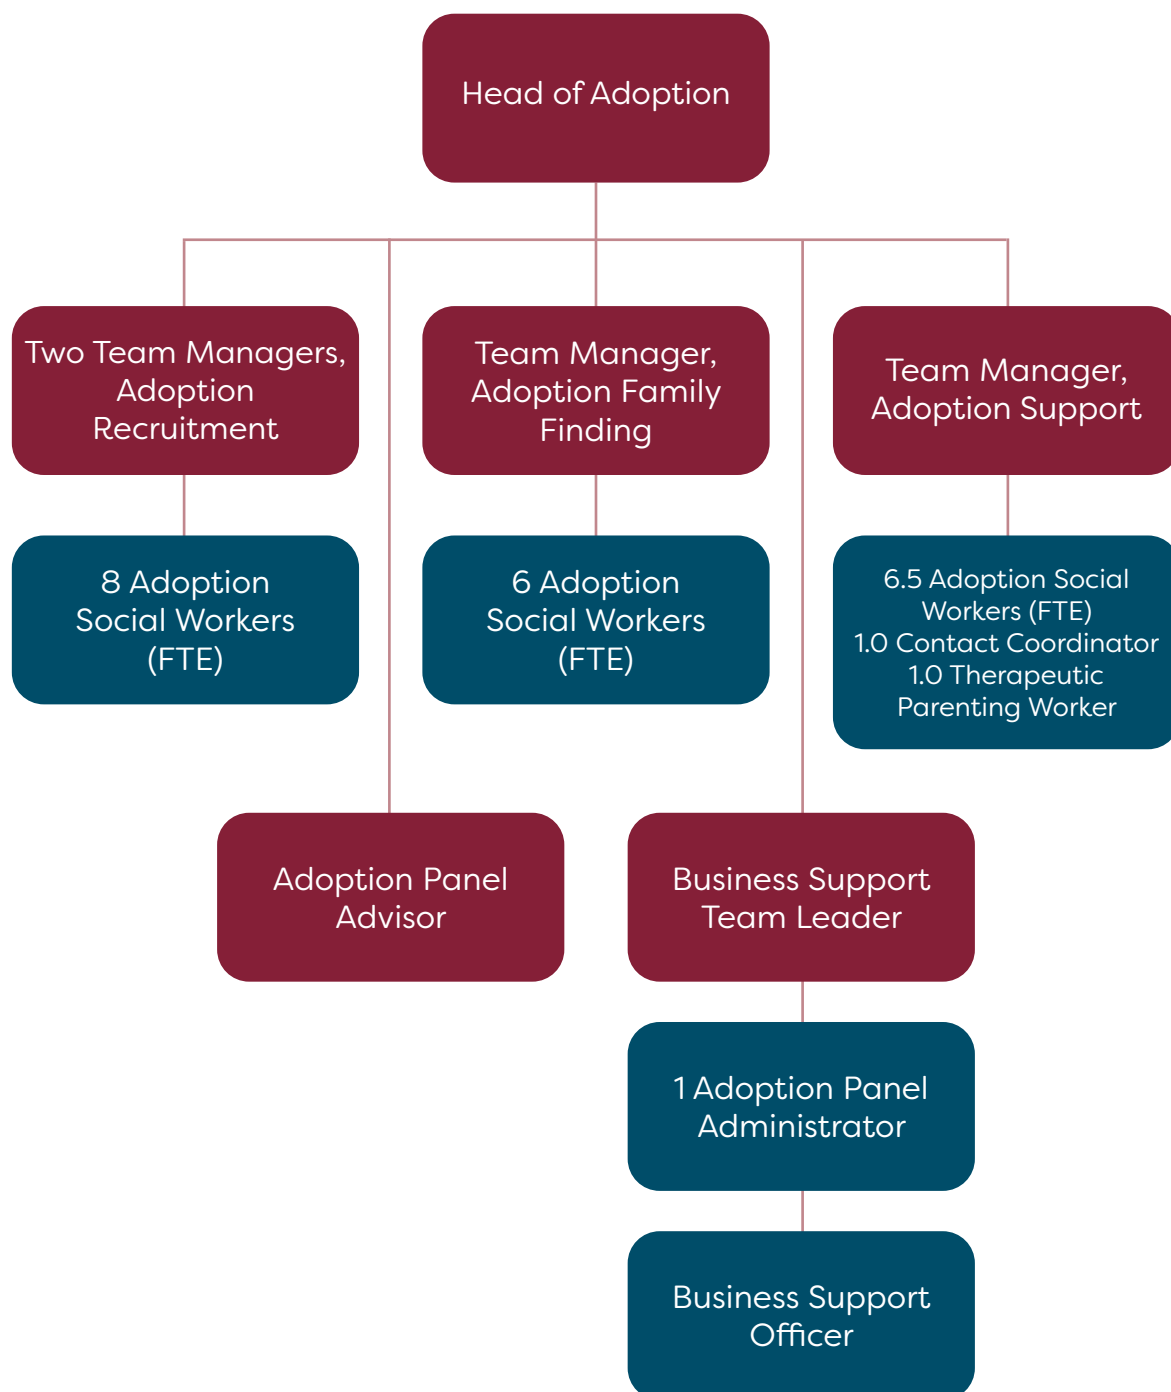 Head of Adoption
Two Team Managers,
Adoption
Recruitment
Team Manager,
Adoption Family
Finding
Team Manager,
Adoption Support
8 Adoption
Social Workers
(FTE)
6 Adoption
Social Workers
(FTE)
6.5 Adoption Social
Workers (FTE)
1.0 Contact Coordinator
1.0 Therapeutic
Parenting Worker
Adoption Panel
Advisor
Business Support
Team Leader
1 Adoption Panel
Administrator
Business Support
Officer